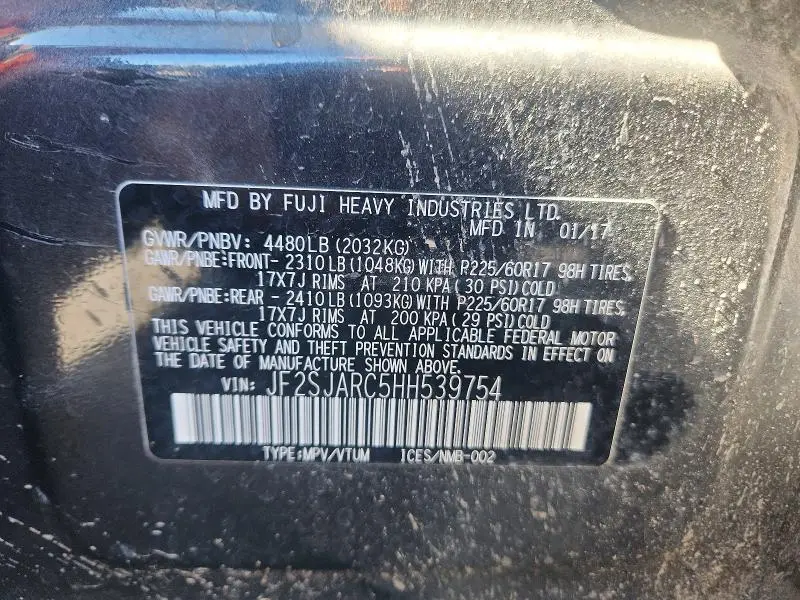 MFD BY FUJI HEAVY INDUSTRIES LTD.
MFD IN 01/17
GVWR/PNBV: 4480LB(2032KG)
GAWR/PNBE:FRONT- 2310LB(1048KG)WITH P225/60R17 98H TIRES,
17X7J RIMS AT 210 KPA(30 PSI)COLD
GAWR/PNBE:REAR - 2410LB(1093KG)WITH P225/60R17 98H TIRES,
17X7J RIMS AT 200 KPA(29 PSI)COLD
THIS VEHICLE CONFORMS TO ALL APPLICABLE FEDERAL MOTOR
VEHICLE SAFETY AND THEFT PREVENTION STANDARDS IN EFFECT ON
THE DATE OF MANUFACTURE SHOWN ABOVE.
VIN: JF2SJARC5HH539754
TYPE:MPV/VTUM ICES/NMB-002